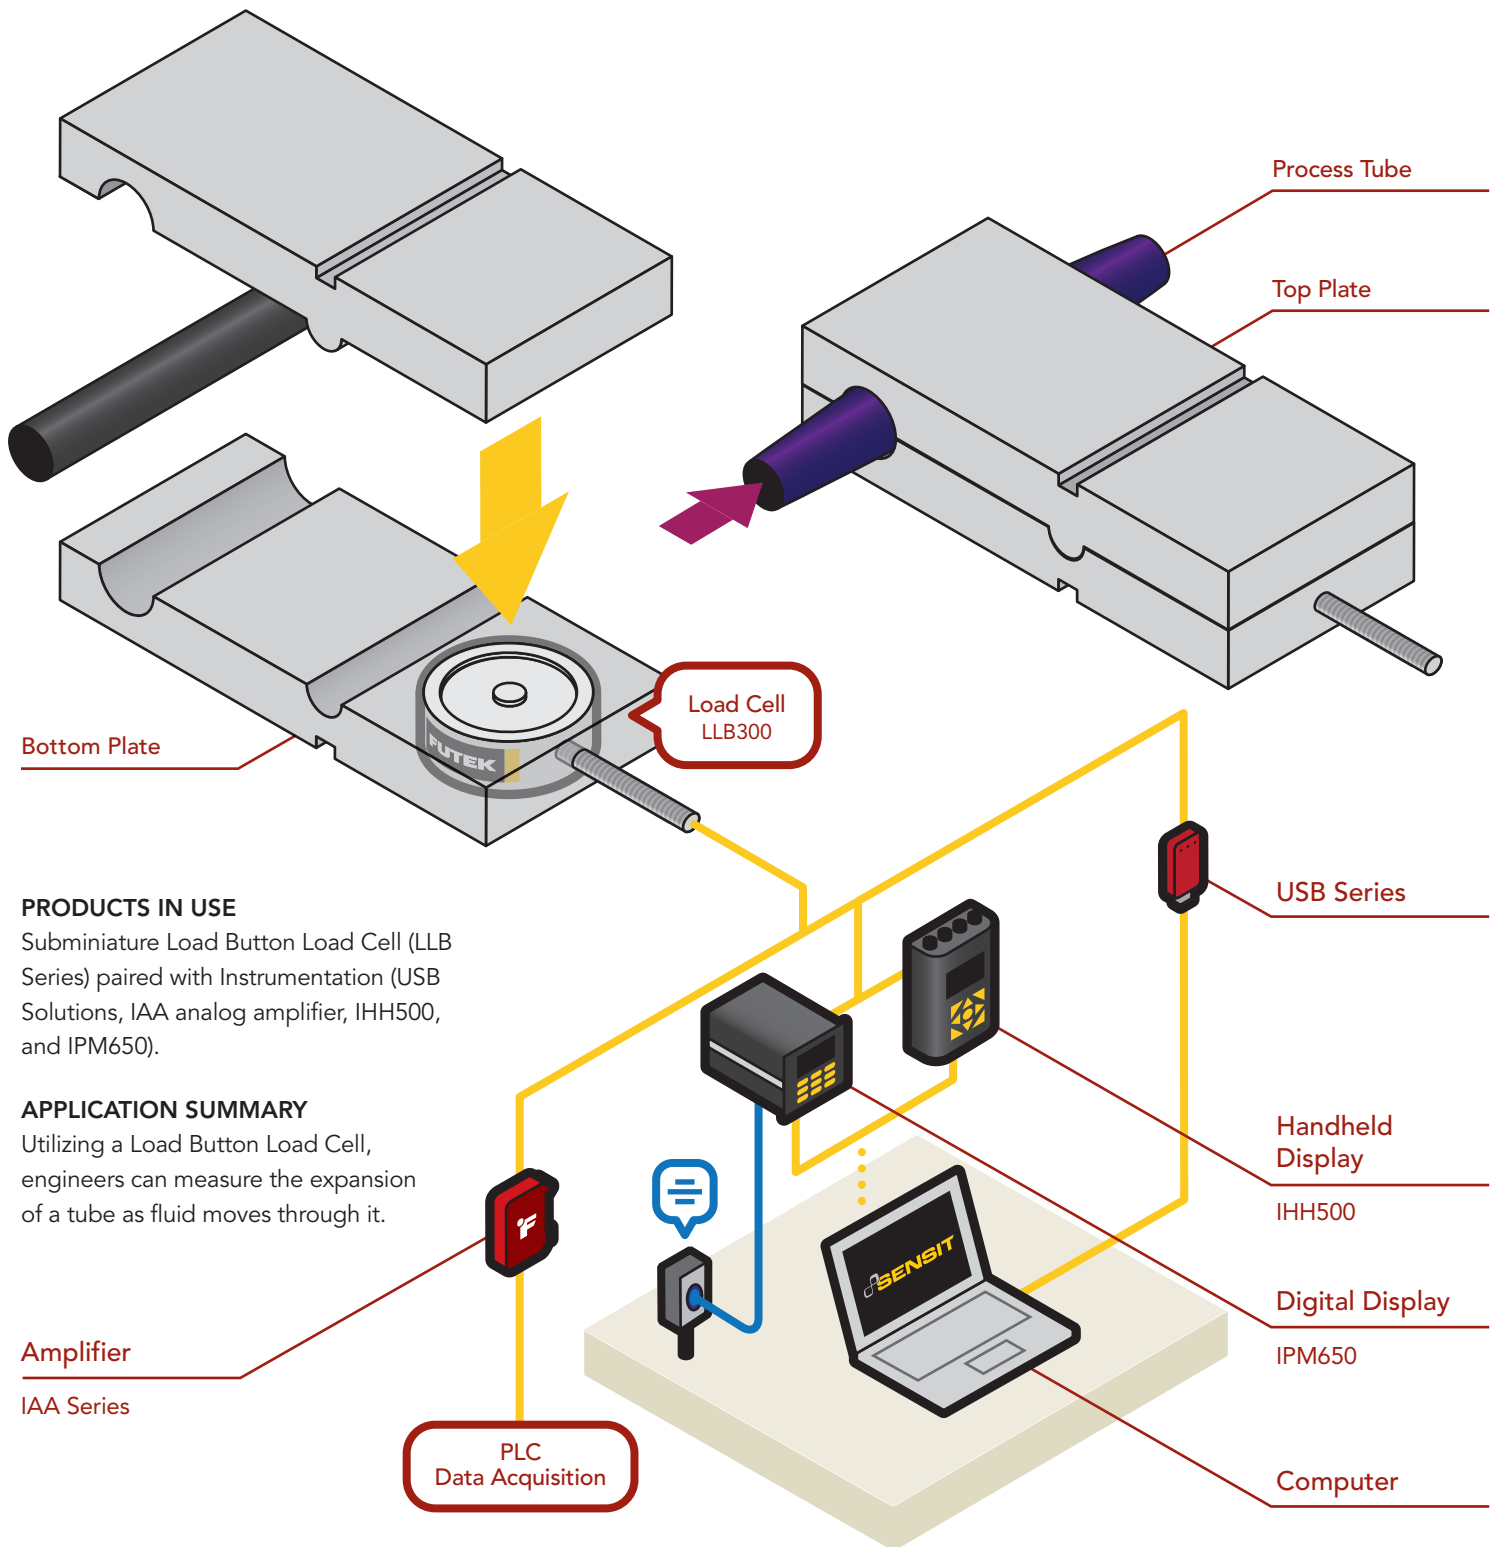 Process Tube
Top Plate
Load Cell
LLB300
FUTEK
Bottom Plate
PRODUCTS IN USE
Subminiature Load Button Load Cell (LLB
Series) paired with Instrumentation (USB
Solutions, IAA analog amplifier, IHH500,
and IPM650).
APPLICATION SUMMARY
Utilizing a Load Button Load Cell,
engineers can measure the expansion
of a tube as fluid moves through it.
USB Series
Handheld
Display
IHH500
SENSIT
Digital Display
IPM650
Amplifier
IAA Series
PLC
Data Acquisition
Computer